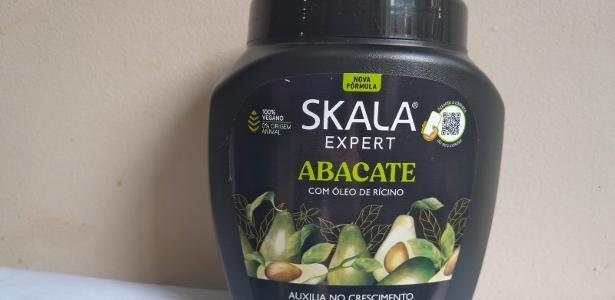 NOVA
FÓRMULA
100%
VEGANO
0% ORIGEM
ANIMAL
SKALA®
EXPERT
ABACATE
COM ÓLEO DE RÍCINO
AUXILIA NO CRESCIMENTO